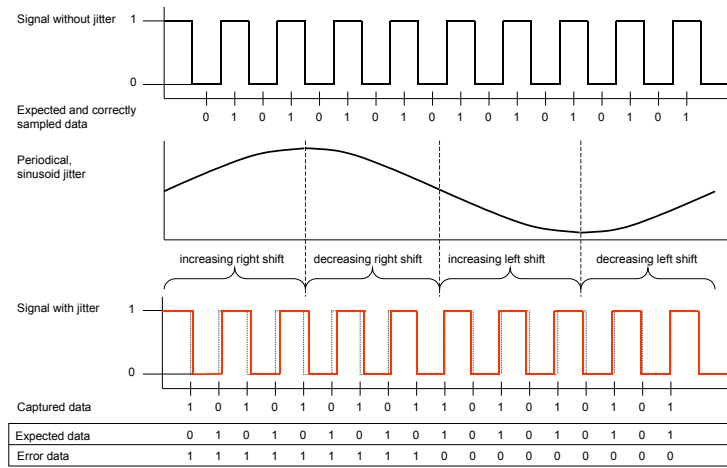 Signal without jitter
1
0
Expected and correctly
sampled data
0 1 0 1 0 1 0 1 0 1 0 1 0 1 0 1 0 1
Periodical,
sinusoid jitter
increasing right shift decreasing right shift increasing left shift decreasing left shift
Signal with jitter
1
0
Captured data 1 0 1 0 1 0 1 0 1 1 0 1 0 1 0 1 0 1
Expected data 0 1 0 1 0 1 0 1 0 1 0 1 0 1 0 1 0 1
Error data 1 1 1 1 1 1 1 1 1 0 0 0 0 0 0 0 0 0